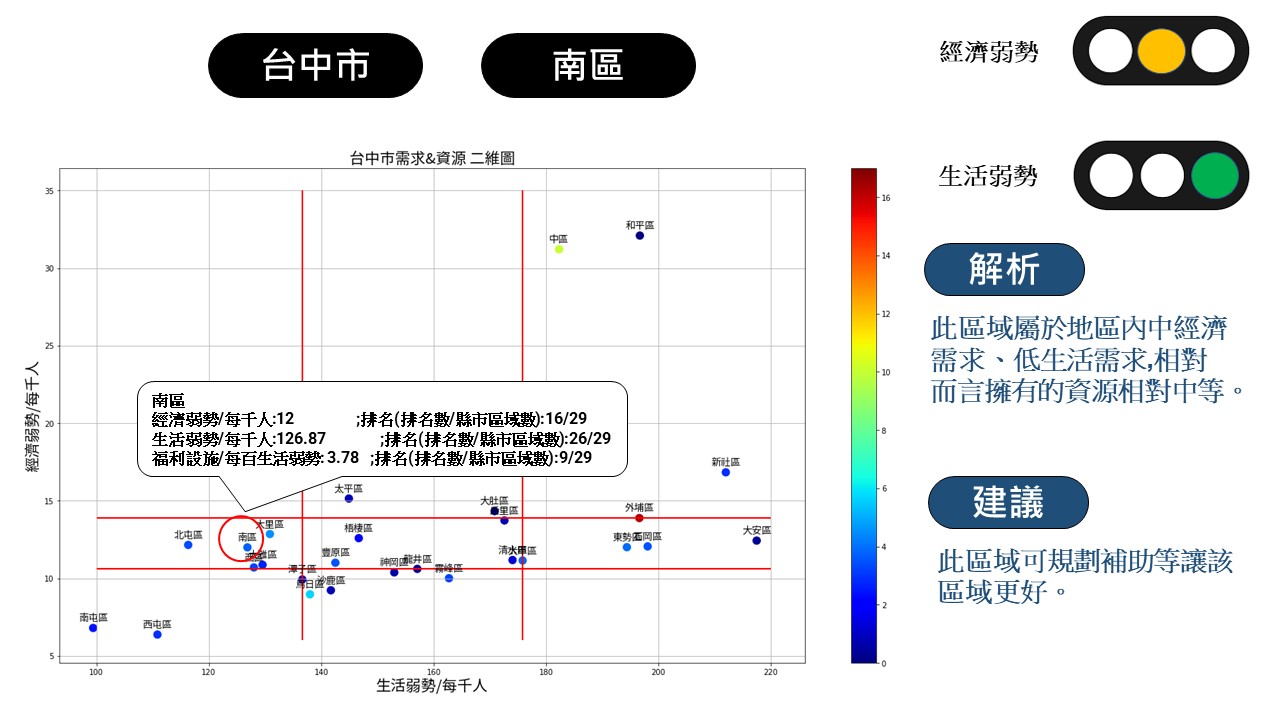 台中市
南區
經濟弱勢
生活弱勢
台中市需求&資源 二維圖
經濟弱勢/每千人
35
30
25
20
15
10
5
100
120
140
160
180
200
220
生活弱勢/每千人
中區
和平區
新社區
外埔區
大安區
東勢區
石岡區
大肚區
太平區
梧棲區
大里區
北屯區
南區
豐原區
神岡區
龍井區
霧峰區
潭子區
沙鹿區
烏日區
南屯區
西屯區
南區
經濟弱勢/每千人:12 ;排名(排名數/縣市區域數):16/29
生活弱勢/每千人:126.87 ;排名(排名數/縣市區域數):26/29
福利設施/每百生活弱勢: 3.78 ;排名(排名數/縣市區域數):9/29
16
14
12
10
8
6
4
2
0
解析
此區域屬於地區內中經濟
需求、低生活需求,相對
而言擁有的資源相對中等。
建議
此區域可規劃補助等讓該
區域更好。